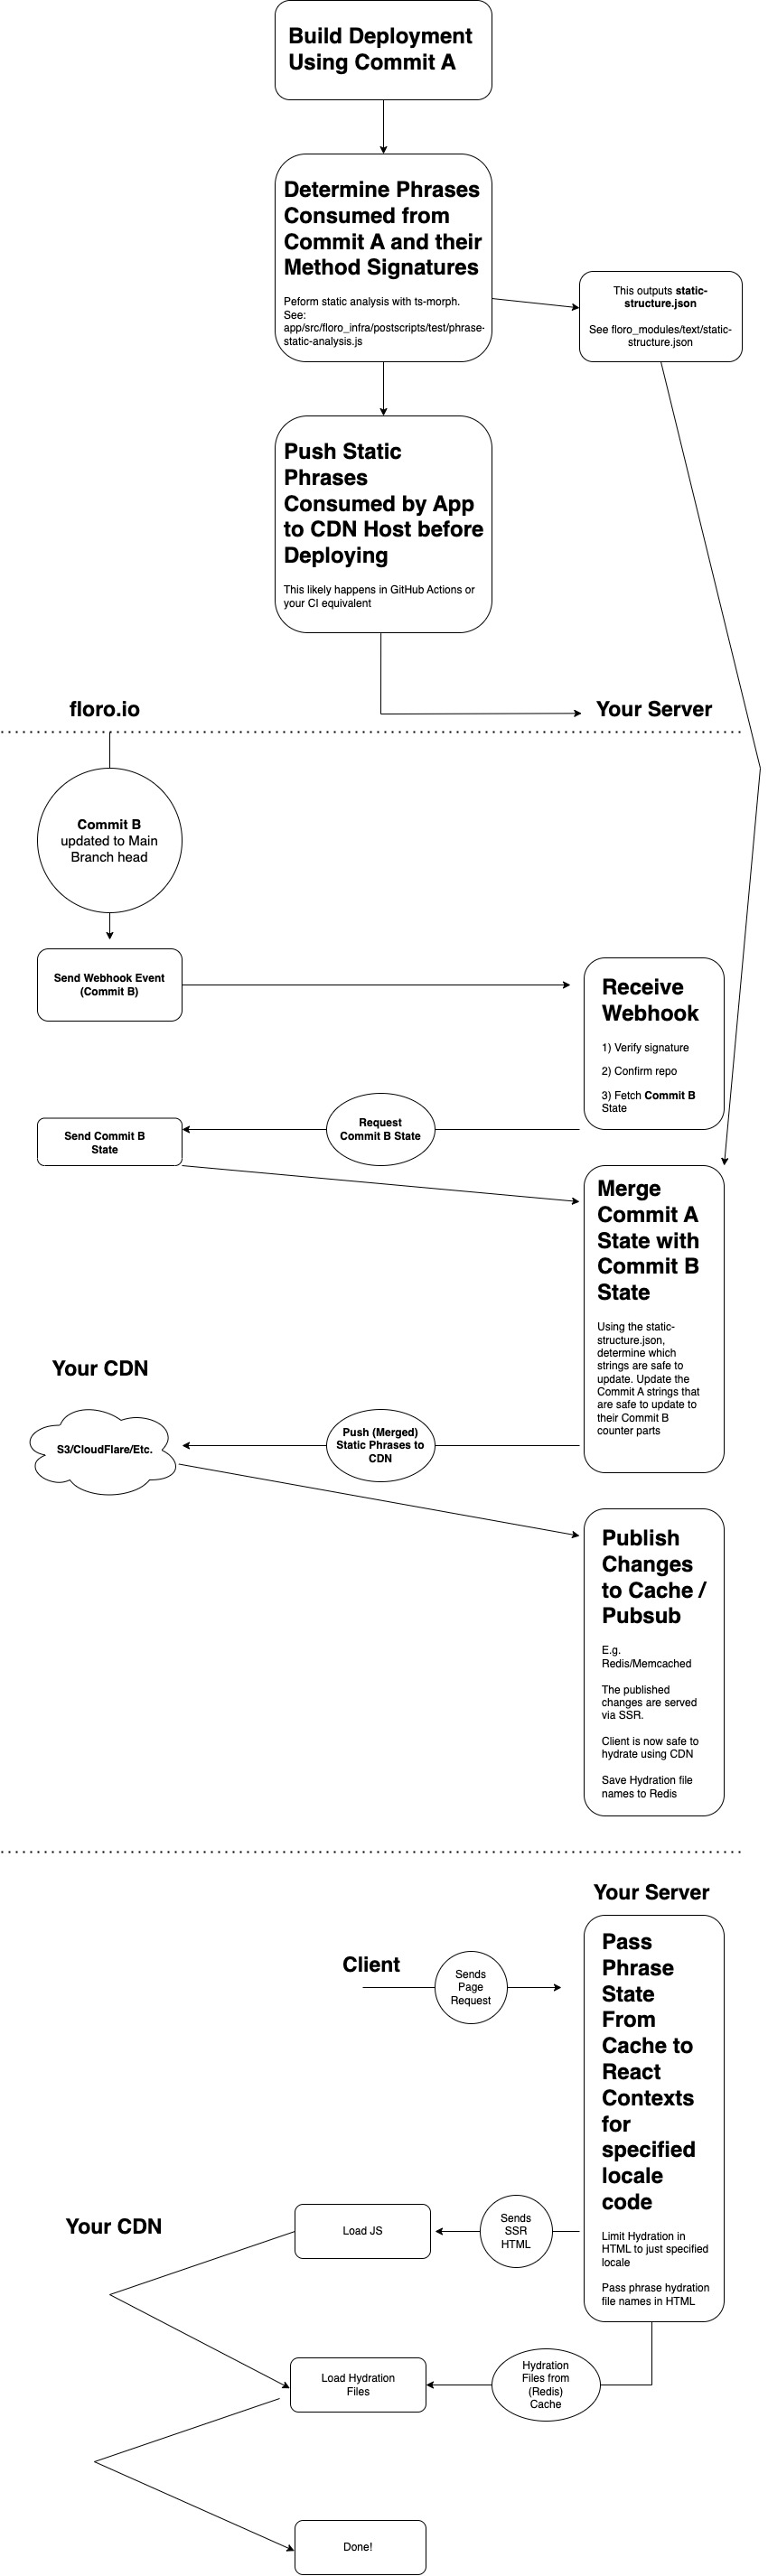 Build Deployment
Using Commit A
Determine Phrases
Consumed from
Commit A and their
Method Signatures
Peform static analysis with ts-morph.
See:
app/src/floro_infra/postscripts/test/phrase-
static-analysis.js
This outputs static-
structure.json
See floro_modules/text/static-
structure.json
Push Static
Phrases
Consumed by App
to CDN Host before
Deploying
This likely happens in GitHub Actions or
your CI equivalent
floro.io
Your Server
Commit B
updated to Main
Branch head
Send Webhook Event
(Commit B)
Receive
Webhook
1) Verify signature
2) Confirm repo
3) Fetch Commit B
State
Request
Commit B State
Send Commit B
State
Merge
Commit A
State with
Commit B
State
Using the static-
structure.json,
determine which
strings are safe to
update. Update the
Commit A strings that
are safe to update to
their Commit B
counter parts
Your CDN
S3/CloudFlare/Etc.
Push (Merged)
Static Phrases to
CDN
Publish
Changes
to Cache /
Pubsub
E.g.
Redis/Memcached
The published
changes are served
via SSR.
Client is now safe to
hydrate using CDN
Save Hydration file
names to Redis
Your Server
Client
Sends
Page
Request
Pass
Phrase
State
From
Cache to
React
Contexts
for
specified
locale
code
Limit Hydration in
HTML to just specified
locale
Pass phrase hydration
file names in HTML
Your CDN
Load JS
Sends
SSR
HTML
Load Hydration
Files
Hydration
Files from
(Redis)
Cache
Done!